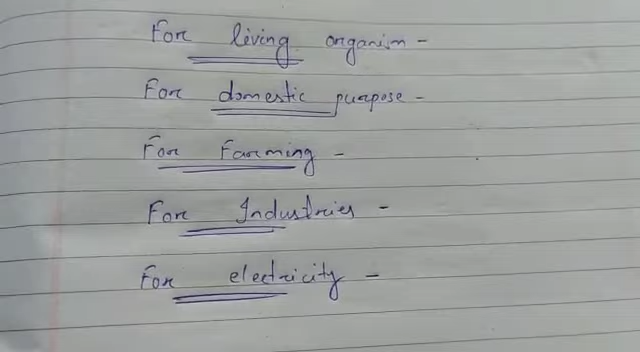 For living organism -
For domestic purpose -
For Farming -
For Industries -
For electricity -